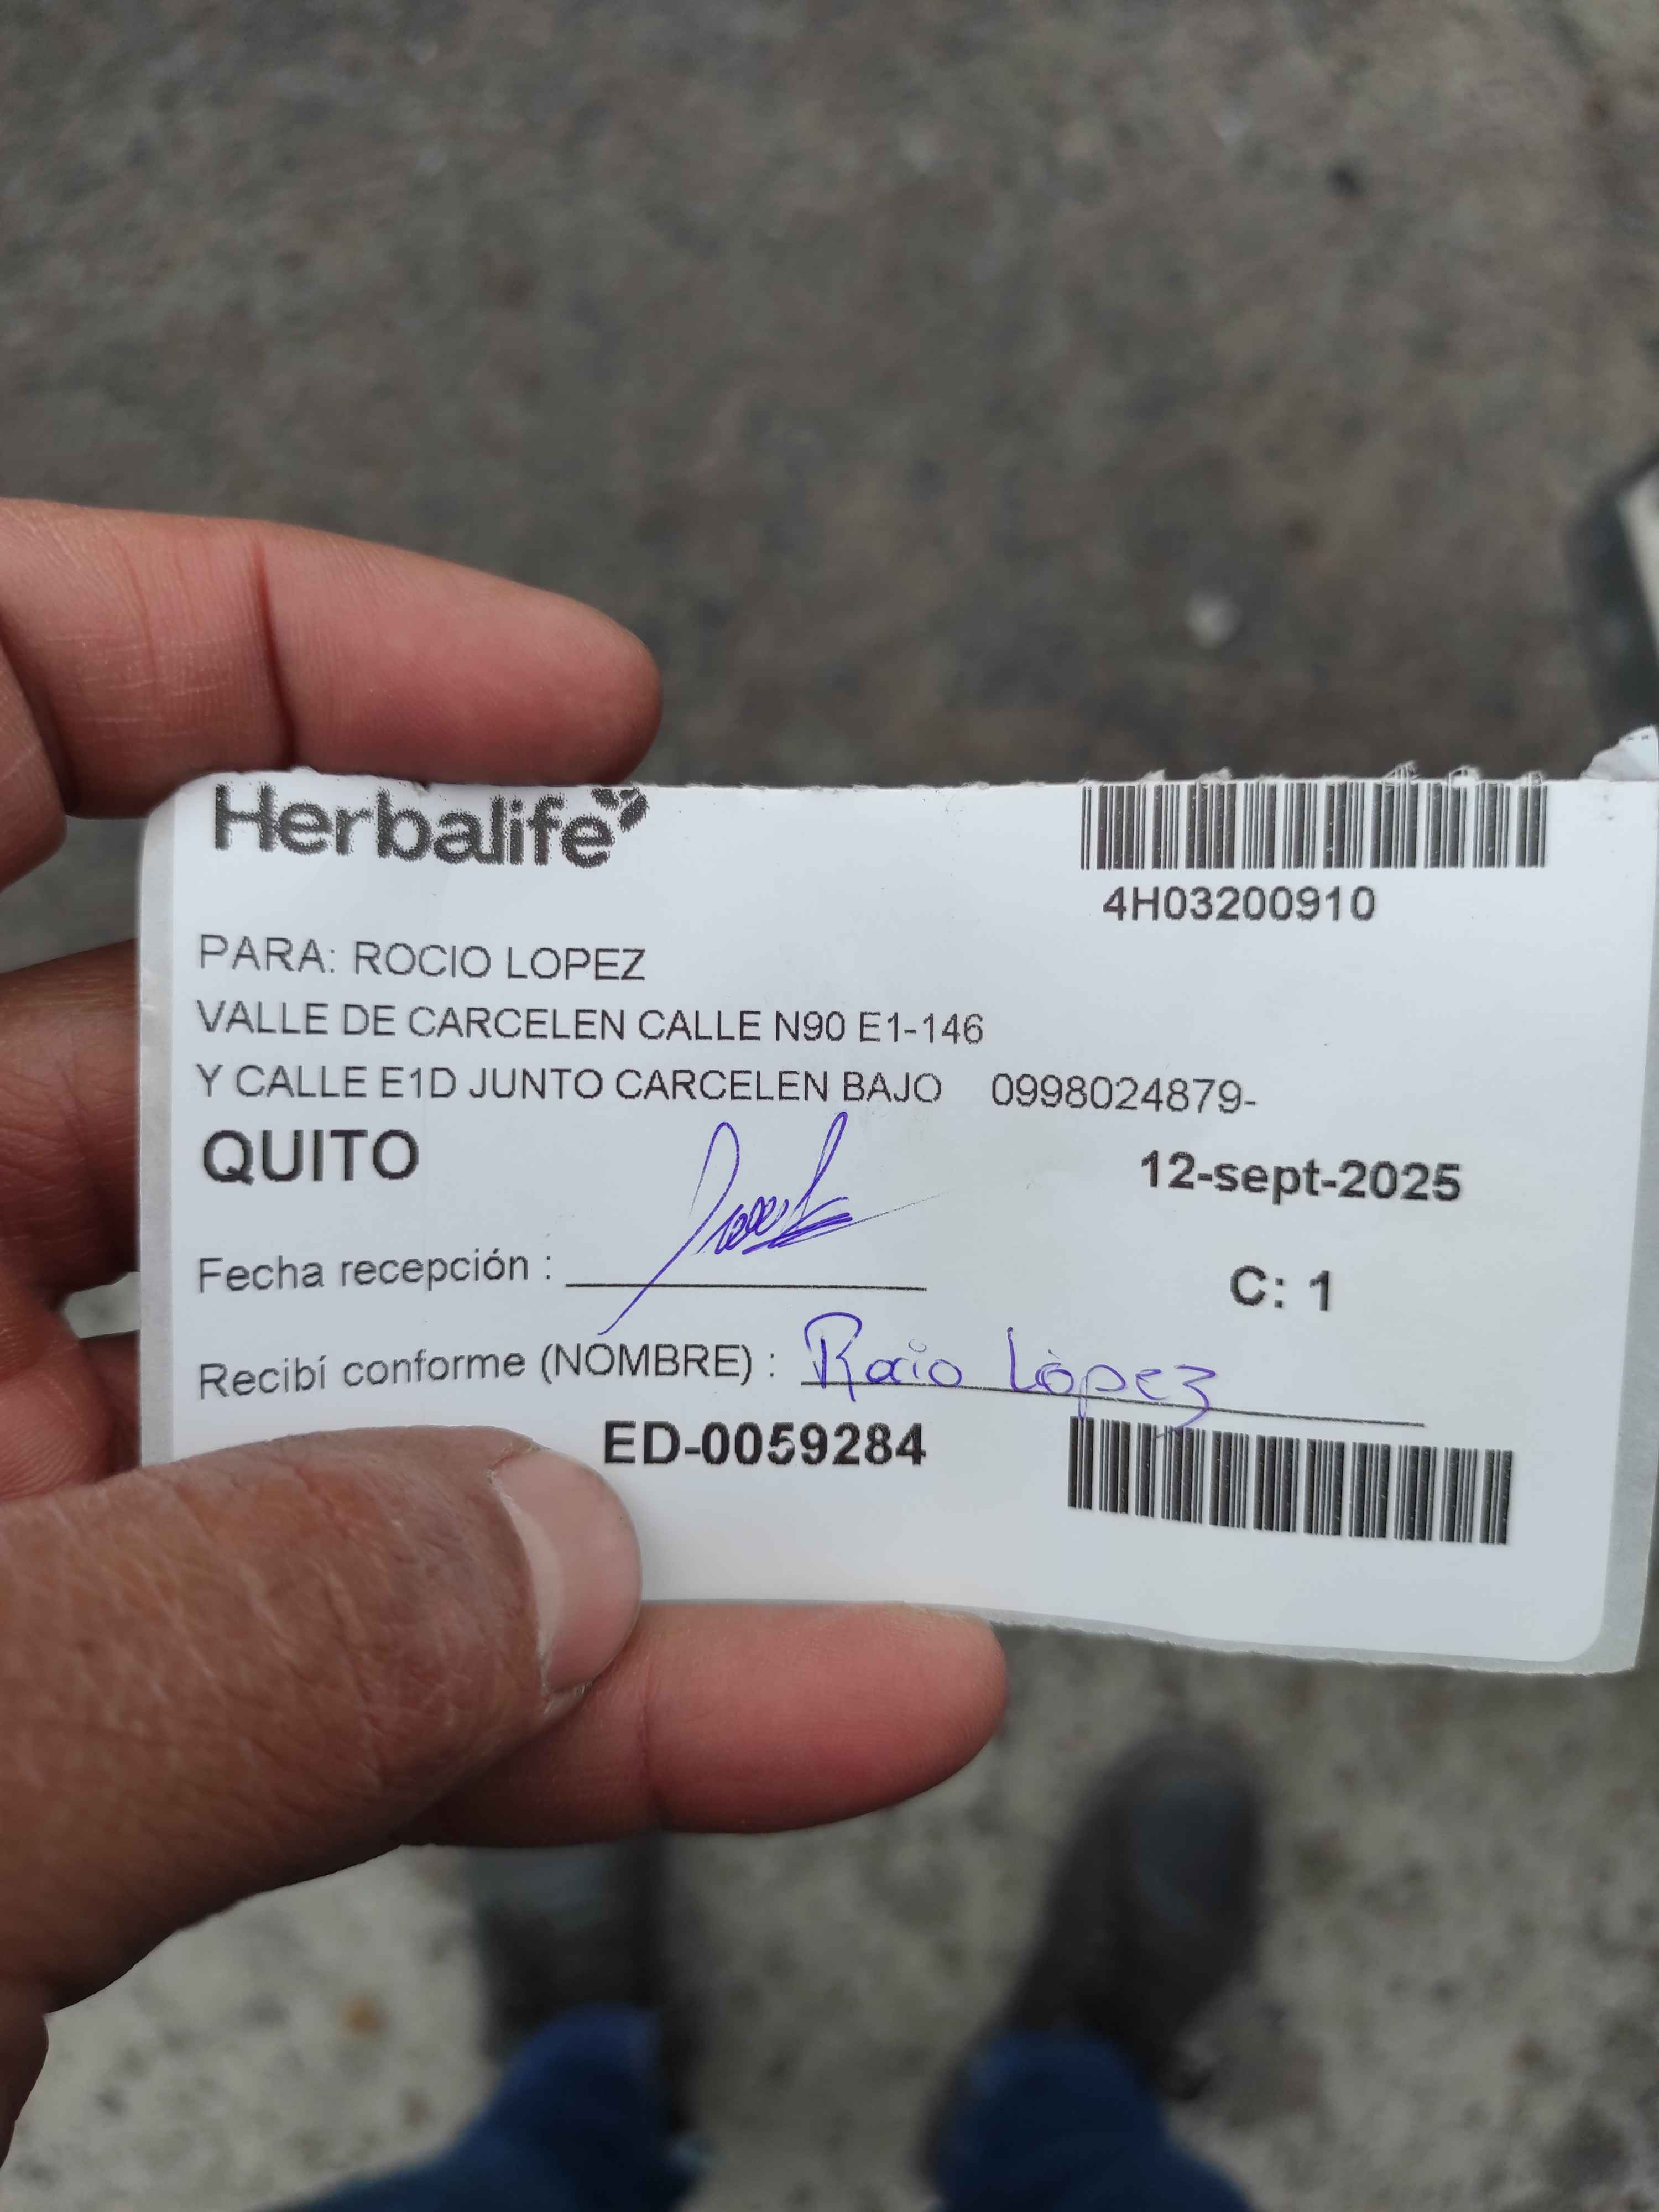 Herbalife
4H03200910
PARA: ROCIO LOPEZ
VALLE DE CARCELEN CALLE N90 E1-146
Y CALLE E1D JUNTO CARCELEN BAJO 0998024879-
QUITO
12-sept-2025
Fecha recepción :
C: 1
Recibí conforme (NOMBRE) : Rocio López
ED-0059284